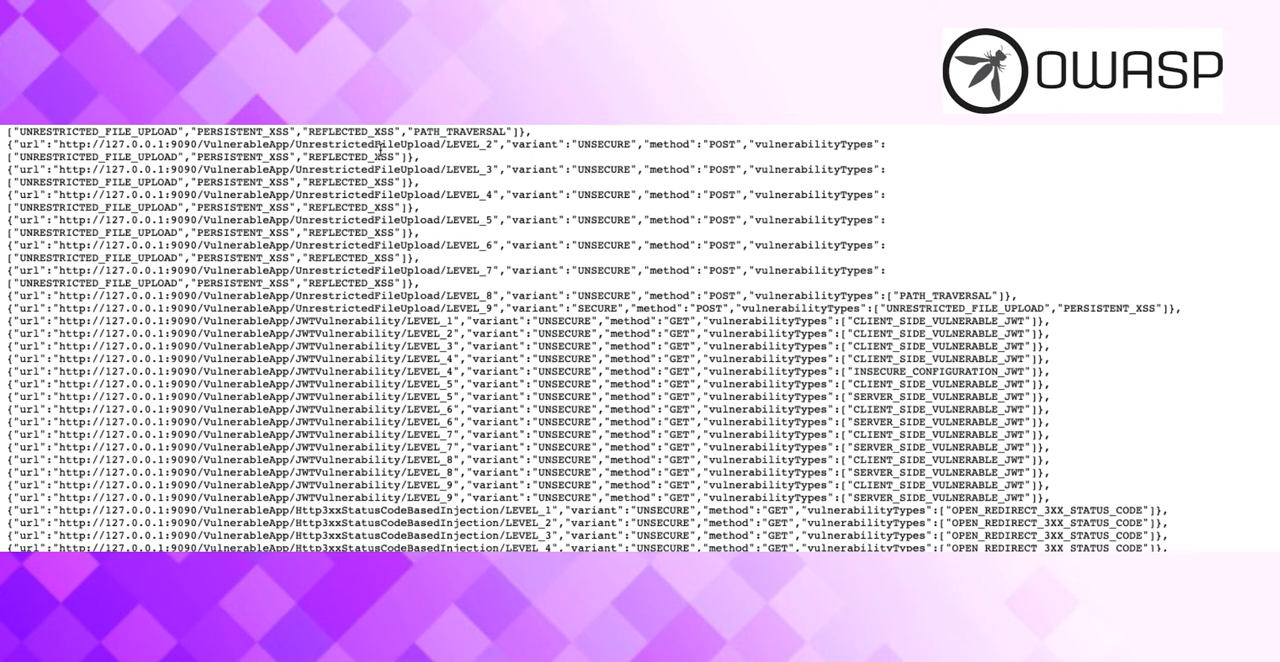 OWASP
["UNRESTRICTED_FILE_UPLOAD","PERSISTENT_XSS","REFLECTED_XSS","PATH_TRAVERSAL"]},
{"url":"http://127.0.0.1:9090/VulnerableApp/UnrestrictedFileUpload/LEVEL_2","variant":"UNSECURE","method":"POST","vulnerabilityTypes":
["UNRESTRICTED_FILE_UPLOAD","PERSISTENT_XSS","REFLECTED_XSS"]},
{"url":"http://127.0.0.1:9090/VulnerableApp/UnrestrictedFileUpload/LEVEL_3","variant":"UNSECURE","method":"POST","vulnerabilityTypes":
["UNRESTRICTED_FILE_UPLOAD","PERSISTENT_XSS","REFLECTED_XSS"]},
{"url":"http://127.0.0.1:9090/VulnerableApp/UnrestrictedFileUpload/LEVEL_4","variant":"UNSECURE","method":"POST","vulnerabilityTypes":
["UNRESTRICTED_FILE_UPLOAD","PERSISTENT_XSS","REFLECTED_XSS"]},
{"url":"http://127.0.0.1:9090/VulnerableApp/UnrestrictedFileUpload/LEVEL_5","variant":"UNSECURE","method":"POST","vulnerabilityTypes":
["UNRESTRICTED_FILE_UPLOAD","PERSISTENT_XSS","REFLECTED_XSS"]},
{"url":"http://127.0.0.1:9090/VulnerableApp/UnrestrictedFileUpload/LEVEL_6","variant":"UNSECURE","method":"POST","vulnerabilityTypes":
["UNRESTRICTED_FILE_UPLOAD","PERSISTENT_XSS","REFLECTED_XSS"]},
{"url":"http://127.0.0.1:9090/VulnerableApp/UnrestrictedFileUpload/LEVEL_7","variant":"UNSECURE","method":"POST","vulnerabilityTypes":
["UNRESTRICTED_FILE_UPLOAD","PERSISTENT_XSS","REFLECTED_XSS"]},
{"url":"http://127.0.0.1:9090/VulnerableApp/UnrestrictedFileUpload/LEVEL_8","variant":"UNSECURE","method":"POST","vulnerabilityTypes":["PATH_TRAVERSAL"]},
{"url":"http://127.0.0.1:9090/VulnerableApp/UnrestrictedFileUpload/LEVEL_9","variant":"SECURE","method":"POST","vulnerabilityTypes":["UNRESTRICTED_FILE_UPLOAD","PERSISTENT_XSS"]},
{"url":"http://127.0.0.1:9090/VulnerableApp/JWTVulnerability/LEVEL_1","variant":"UNSECURE","method":"GET","vulnerabilityTypes":["CLIENT_SIDE_VULNERABLE_JWT"]},
{"url":"http://127.0.0.1:9090/VulnerableApp/JWTVulnerability/LEVEL_2","variant":"UNSECURE","method":"GET","vulnerabilityTypes":["CLIENT_SIDE_VULNERABLE_JWT"]},
{"url":"http://127.0.0.1:9090/VulnerableApp/JWTVulnerability/LEVEL_3","variant":"UNSECURE","method":"GET","vulnerabilityTypes":["CLIENT_SIDE_VULNERABLE_JWT"]},
{"url":"http://127.0.0.1:9090/VulnerableApp/JWTVulnerability/LEVEL_4","variant":"UNSECURE","method":"GET","vulnerabilityTypes":["CLIENT_SIDE_VULNERABLE_JWT"]},
{"url":"http://127.0.0.1:9090/VulnerableApp/JWTVulnerability/LEVEL_4","variant":"UNSECURE","method":"GET","vulnerabilityTypes":["INSECURE_CONFIGURATION_JWT"]},
{"url":"http://127.0.0.1:9090/VulnerableApp/JWTVulnerability/LEVEL_5","variant":"UNSECURE","method":"GET","vulnerabilityTypes":["CLIENT_SIDE_VULNERABLE_JWT"]},
{"url":"http://127.0.0.1:9090/VulnerableApp/JWTVulnerability/LEVEL_5","variant":"UNSECURE","method":"GET","vulnerabilityTypes":["SERVER_SIDE_VULNERABLE_JWT"]},
{"url":"http://127.0.0.1:9090/VulnerableApp/JWTVulnerability/LEVEL_6","variant":"UNSECURE","method":"GET","vulnerabilityTypes":["CLIENT_SIDE_VULNERABLE_JWT"]},
{"url":"http://127.0.0.1:9090/VulnerableApp/JWTVulnerability/LEVEL_6","variant":"UNSECURE","method":"GET","vulnerabilityTypes":["SERVER_SIDE_VULNERABLE_JWT"]},
{"url":"http://127.0.0.1:9090/VulnerableApp/JWTVulnerability/LEVEL_7","variant":"UNSECURE","method":"GET","vulnerabilityTypes":["CLIENT_SIDE_VULNERABLE_JWT"]},
{"url":"http://127.0.0.1:9090/VulnerableApp/JWTVulnerability/LEVEL_7","variant":"UNSECURE","method":"GET","vulnerabilityTypes":["SERVER_SIDE_VULNERABLE_JWT"]},
{"url":"http://127.0.0.1:9090/VulnerableApp/JWTVulnerability/LEVEL_8","variant":"UNSECURE","method":"GET","vulnerabilityTypes":["CLIENT_SIDE_VULNERABLE_JWT"]},
{"url":"http://127.0.0.1:9090/VulnerableApp/JWTVulnerability/LEVEL_8","variant":"UNSECURE","method":"GET","vulnerabilityTypes":["SERVER_SIDE_VULNERABLE_JWT"]},
{"url":"http://127.0.0.1:9090/VulnerableApp/JWTVulnerability/LEVEL_9","variant":"UNSECURE","method":"GET","vulnerabilityTypes":["CLIENT_SIDE_VULNERABLE_JWT"]},
{"url":"http://127.0.0.1:9090/VulnerableApp/JWTVulnerability/LEVEL_9","variant":"UNSECURE","method":"GET","vulnerabilityTypes":["SERVER_SIDE_VULNERABLE_JWT"]},
{"url":"http://127.0.0.1:9090/VulnerableApp/Http3xxStatusCodeBasedInjection/LEVEL_1","variant":"UNSECURE","method":"GET","vulnerabilityTypes":["OPEN_REDIRECT_3XX_STATUS_CODE"]},
{"url":"http://127.0.0.1:9090/VulnerableApp/Http3xxStatusCodeBasedInjection/LEVEL_2","variant":"UNSECURE","method":"GET","vulnerabilityTypes":["OPEN_REDIRECT_3XX_STATUS_CODE"]},
{"url":"http://127.0.0.1:9090/VulnerableApp/Http3xxStatusCodeBasedInjection/LEVEL_3","variant":"UNSECURE","method":"GET","vulnerabilityTypes":["OPEN_REDIRECT_3XX_STATUS_CODE"]},
{"url":"http://127.0.0.1:9090/VulnerableApp/Http3xxStatusCodeBasedInjection/LEVEL_4","variant":"UNSECURE","method":"GET","vulnerabilityTypes":["OPEN_REDIRECT_3XX_STATUS_CODE"]},